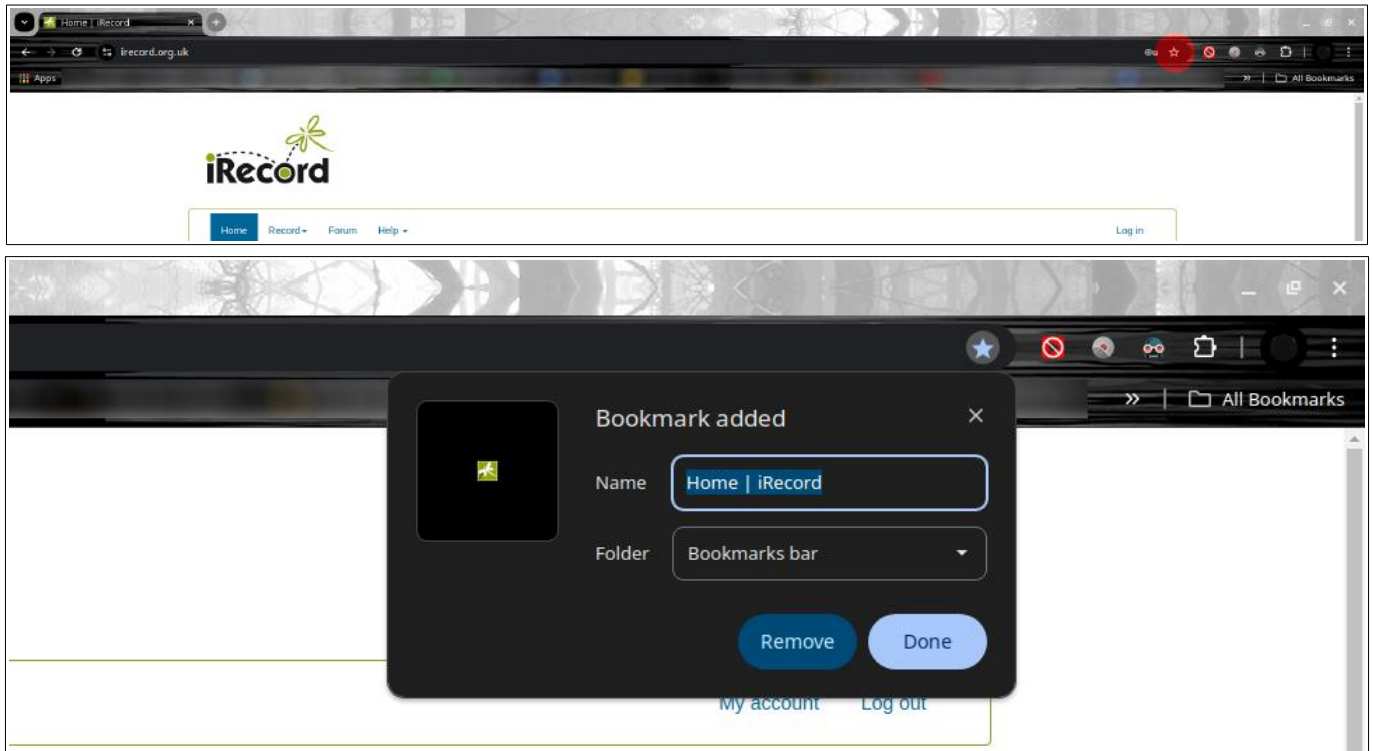 Home | iRecord
irecord.org.uk
Apps
All Bookmarks
iRecord
Home Record Forum Help Log in
All Bookmarks
Bookmark added
Name Home | iRecord
Folder Bookmarks bar
Remove Done
My account Log out